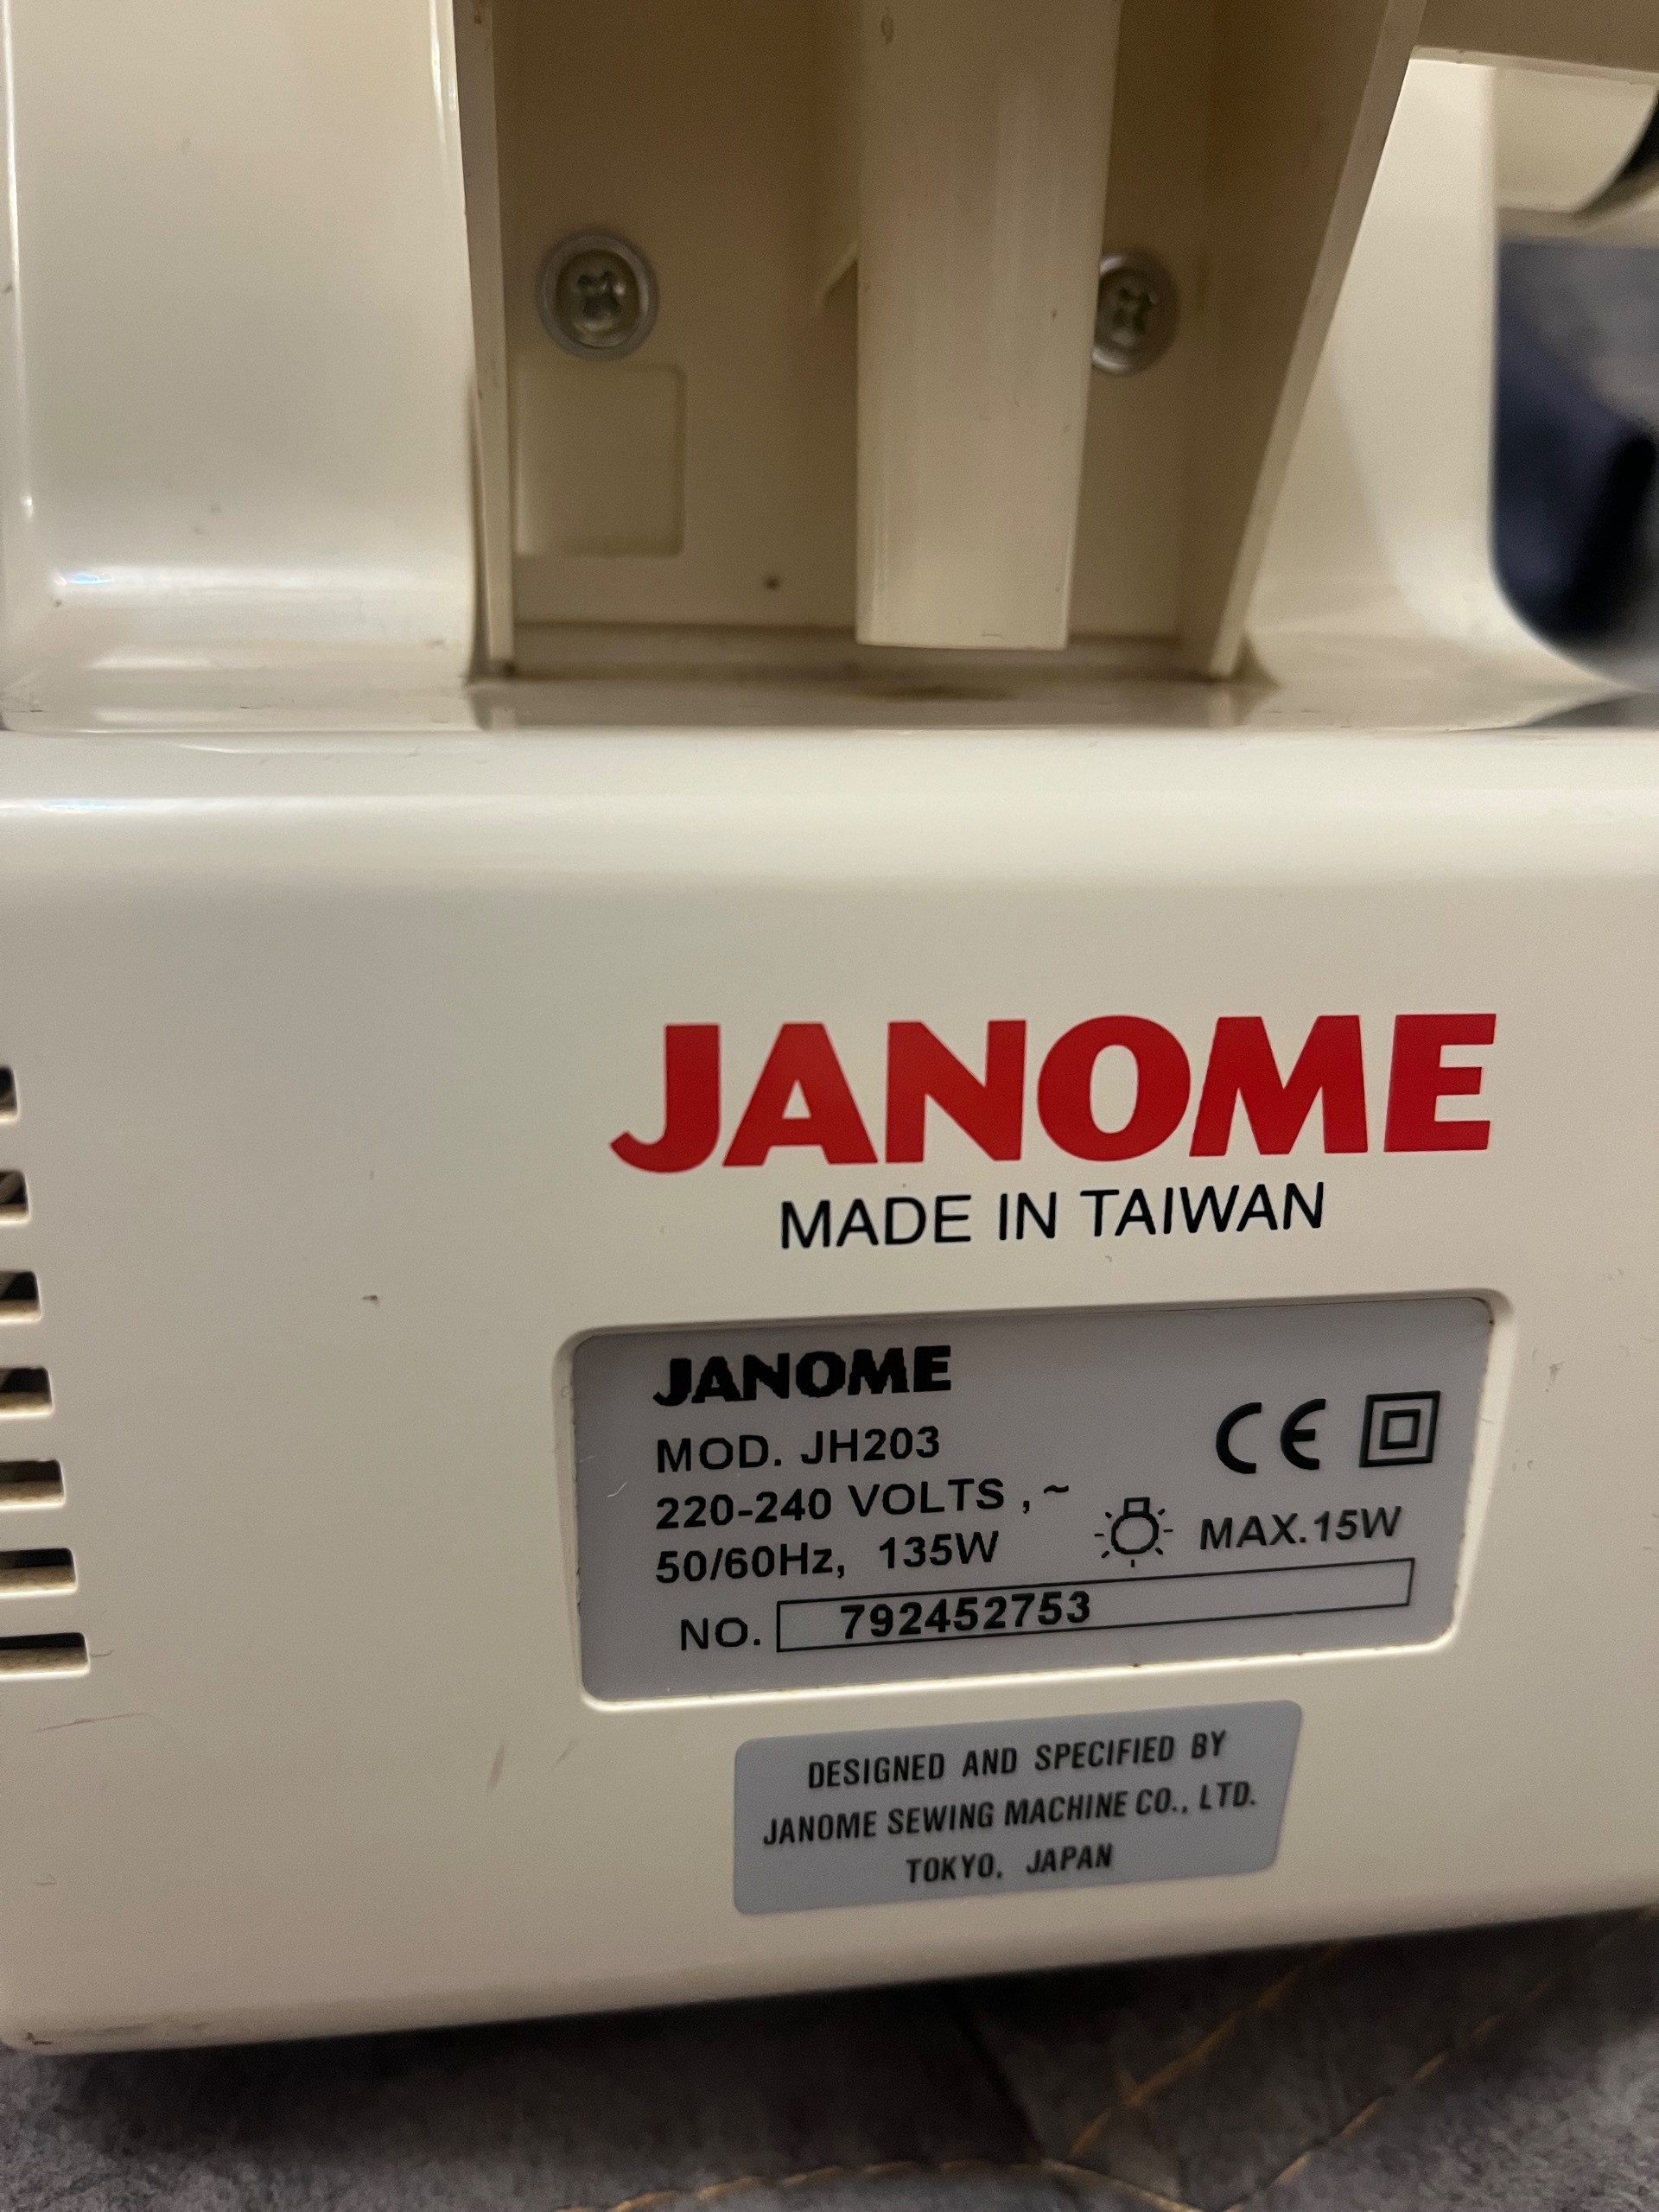 JANOME
MADE IN TAIWAN
JANOME
MOD. JH203
220-240 VOLTS , ~
50/60Hz, 135W
CE
MAX.15W
NO. 792452753
DESIGNED AND SPECIFIED BY
JANOME SEWING MACHINE CO., LTD.
TOKYO. JAPAN